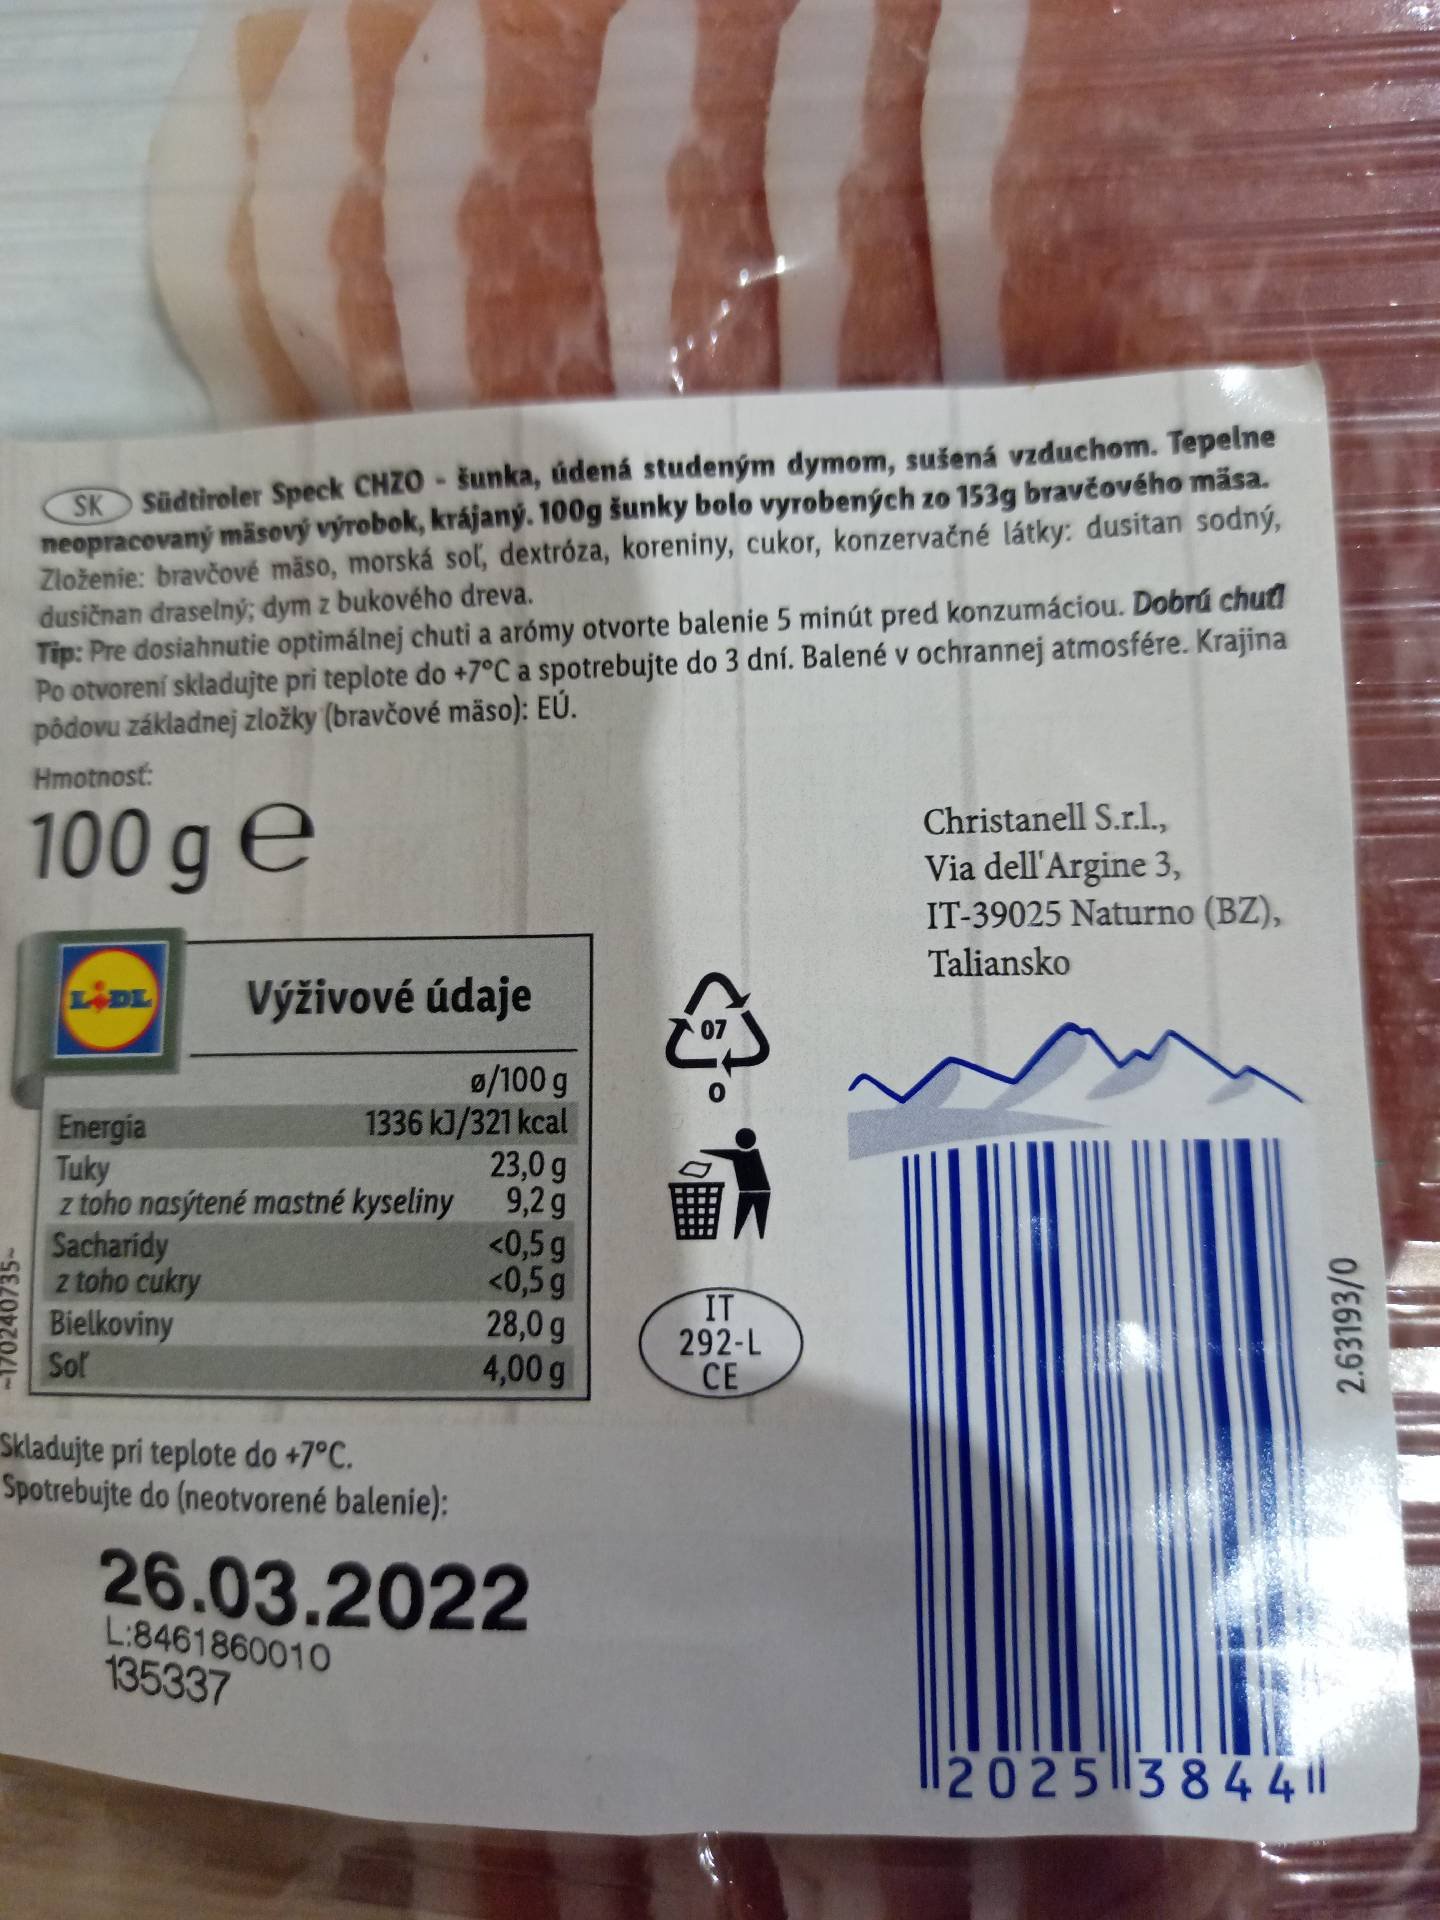 SK Südtiroler Speck CHZO - šunka, údená studeným dymom, sušená vzduchom. Tepelne
neopracovaný mäsový výrobok, krájaný. 100g šunky bolo vyrobených zo 153g bravčového mäsa.
Zloženie: bravčové mäso, morská soľ, dextróza, koreniny, cukor, konzervačné látky: dusitan sodný,
dusičnan draselný; dym z bukového dreva.
Tip: Pre dosiahnutie optimálnej chuti a arómy otvorte balenie 5 minút pred konzumáciou. Dobrú chuť!
Po otvorení skladujte pri teplote do +7°C a spotrebujte do 3 dní. Balené v ochrannej atmosfére. Krajina
pôdovu základnej zložky (bravčové mäso): EÚ.
Hmotnosť:
100 g e
Christanell S.r.l.,
Via dell'Argine 3,
IT-39025 Naturno (BZ),
Taliansko
LIDL
Výživové údaje
ø/100 g
Energia 1336 kJ/321 kcal
Tuky 23,0 g
z toho nasýtené mastné kyseliny 9,2 g
Sacharidy <0,5 g
z toho cukry <0,5 g
Bielkoviny 28,0 g
Soľ 4,00 g
~170240735~
07
O
IT
292-L
CE
2.63193/0
Skladujte pri teplote do +7°C.
Spotrebujte do (neotvorené balenie):
26.03.2022
L:8461860010
135337
2025 3844